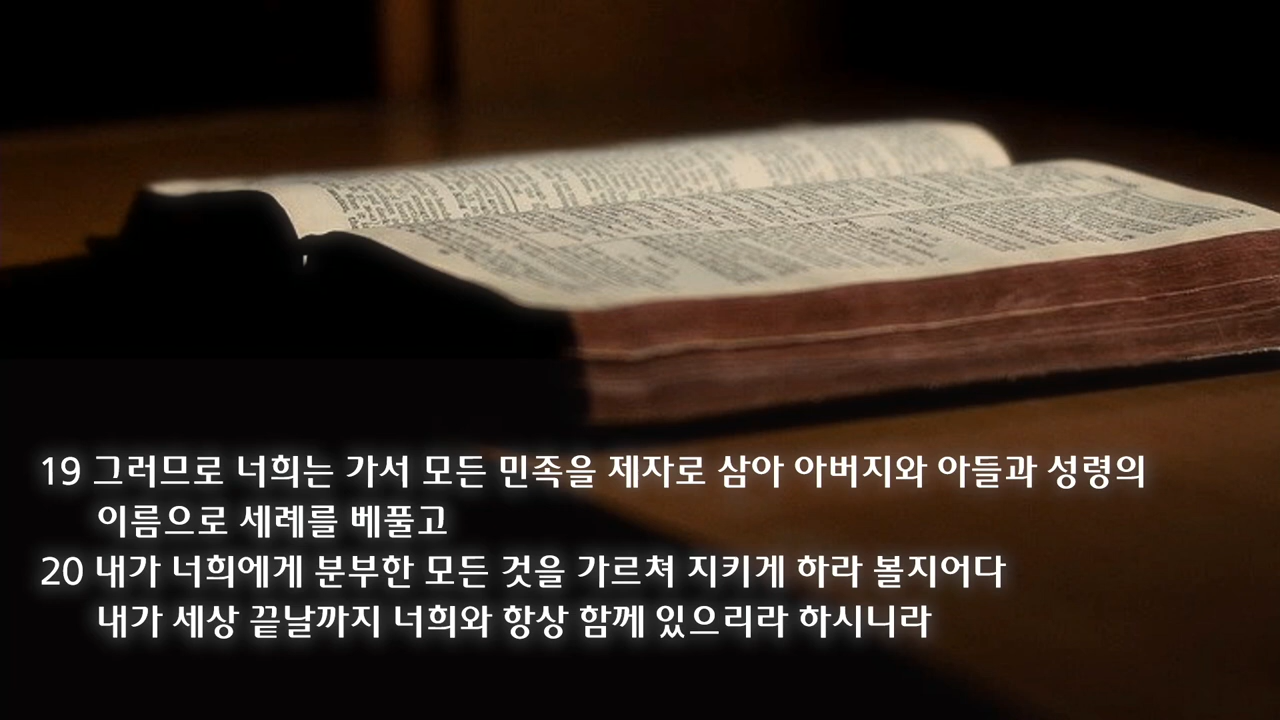 19 그러므로 너희는 가서 모든 민족을 제자로 삼아 아버지와 아들과 성령의
이름으로 세례를 베풀고
20 내가 너희에게 분부한 모든 것을 가르쳐 지키게 하라 볼지어다
내가 세상 끝날까지 너희와 항상 함께 있으리라 하시니라